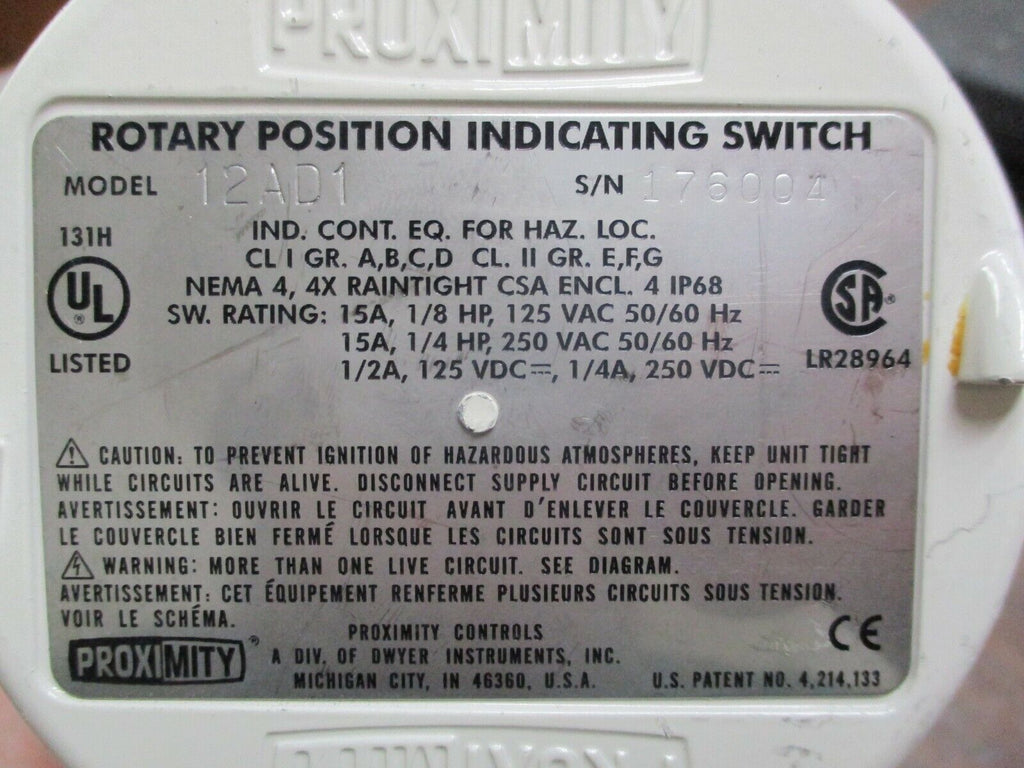 PROXIMITY
ROTARY POSITION INDICATING SWITCH
MODEL 12AD1 S/N 176004
131H
IND. CONT. EQ. FOR HAZ. LOC.
CL I GR. A,B,C,D CL. II GR. E,F,G
UL
®
LISTED
NEMA 4, 4X RAINTIGHT CSA ENCL. 4 IP68
SW. RATING: 15A, 1/8 HP, 125 VAC 50/60 Hz
15A, 1/4 HP, 250 VAC 50/60 Hz
1/2A, 125 VDC⎓, 1/4A, 250 VDC⎓
SA®
LR28964
⚠ CAUTION: TO PREVENT IGNITION OF HAZARDOUS ATMOSPHERES, KEEP UNIT TIGHT
WHILE CIRCUITS ARE ALIVE. DISCONNECT SUPPLY CIRCUIT BEFORE OPENING.
AVERTISSEMENT: OUVRIR LE CIRCUIT AVANT D'ENLEVER LE COUVERCLE. GARDER
LE COUVERCLE BIEN FERMÉ LORSQUE LES CIRCUITS SONT SOUS TENSION.
WARNING: MORE THAN ONE LIVE CIRCUIT. SEE DIAGRAM.
AVERTISSEMENT: CET ÉQUIPEMENT RENFERME PLUSIEURS CIRCUITS SOUS TENSION.
VOIR LE SCHÉMA.
PROXIMITY®
PROXIMITY CONTROLS
A DIV. OF DWYER INSTRUMENTS, INC.
MICHIGAN CITY, IN 46360, U.S.A.
CE
U.S. PATENT NO. 4,214,133